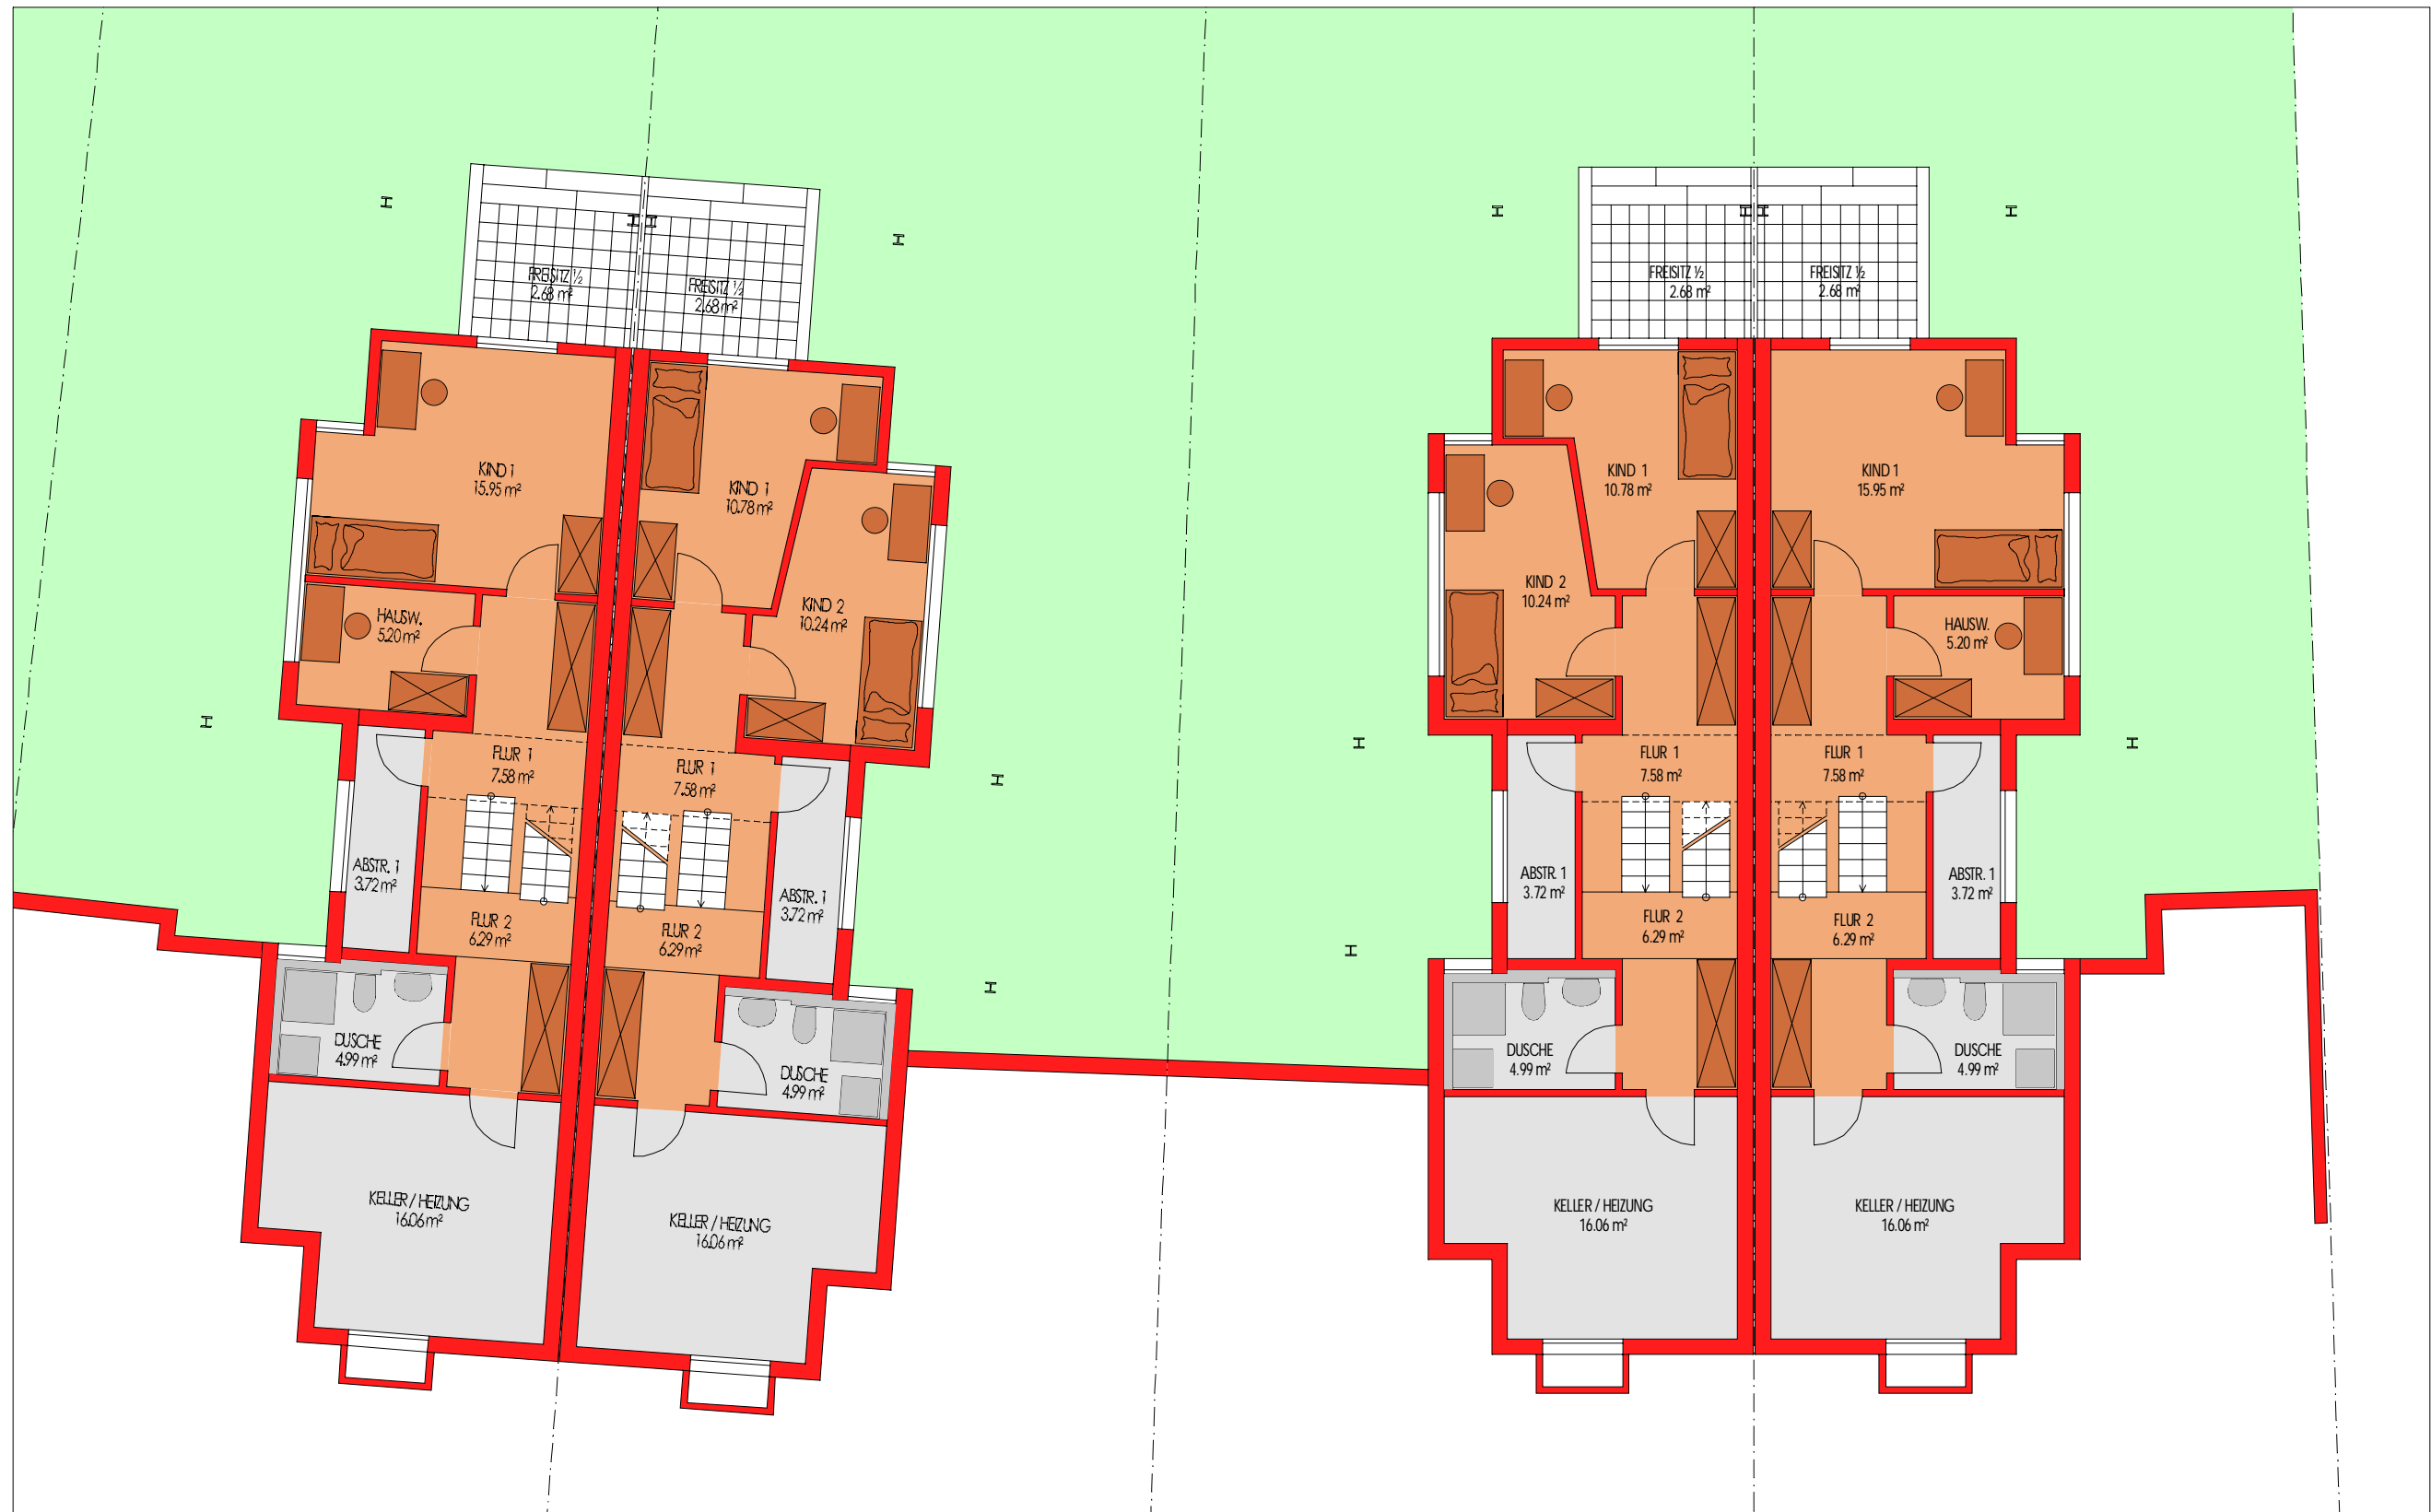 FREISITZ ½
2.68 m²
FREISITZ ½
2.68 m²
KIND 1
15.95 m²
KIND 1
10.78 m²
KIND 2
10.24 m²
HAUSW.
5.20 m²
FLUR 1
7.58 m²
FLUR 1
7.58 m²
ABSTR. 1
3.72 m²
ABSTR. 1
3.72 m²
FLUR 2
6.29 m²
FLUR 2
6.29 m²
DUSCHE
4.99 m²
DUSCHE
4.99 m²
KELLER / HEIZUNG
16.06 m²
KELLER / HEIZUNG
16.06 m²
FREISITZ ½
2.68 m²
FREISITZ ½
2.68 m²
KIND 1
10.78 m²
KIND 1
15.95 m²
KIND 2
10.24 m²
HAUSW.
5.20 m²
FLUR 1
7.58 m²
FLUR 1
7.58 m²
ABSTR. 1
3.72 m²
ABSTR. 1
3.72 m²
FLUR 2
6.29 m²
FLUR 2
6.29 m²
DUSCHE
4.99 m²
DUSCHE
4.99 m²
KELLER / HEIZUNG
16.06 m²
KELLER / HEIZUNG
16.06 m²